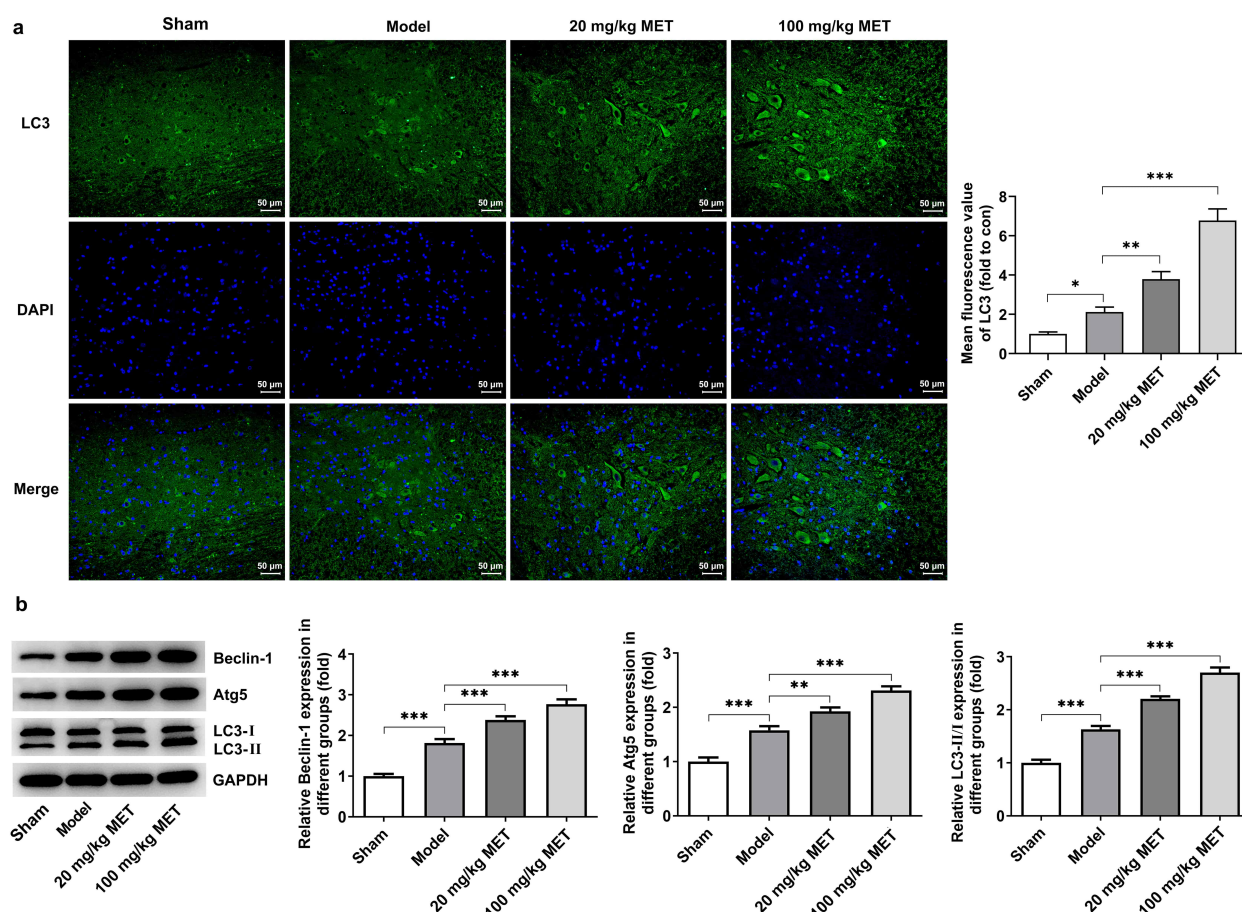 a
Sham
Model
20 mg/kg MET
100 mg/kg MET
LC3
50 μm
50 μm
50 μm
50 μm
DAPI
50 μm
50 μm
50 μm
50 μm
Merge
50 μm
50 μm
50 μm
50 μm
Mean fluorescence value
of LC3 (fold to con)
8
6
4
2
0
*
**
***
Sham
Model
20 mg/kg MET
100 mg/kg MET
b
Beclin-1
Atg5
LC3-I
LC3-II
GAPDH
Sham
Model
20 mg/kg MET
100 mg/kg MET
Relative Beclin-1 expression in
different groups (fold)
4
3
2
1
0
***
***
***
Sham
Model
20 mg/kg MET
100 mg/kg MET
Relative Atg5 expression in
different groups (fold)
3
2
1
0
***
**
***
Sham
Model
20 mg/kg MET
100 mg/kg MET
Relative LC3-II/I expression in
different groups (fold)
3
2
1
0
***
***
***
Sham
Model
20 mg/kg MET
100 mg/kg MET